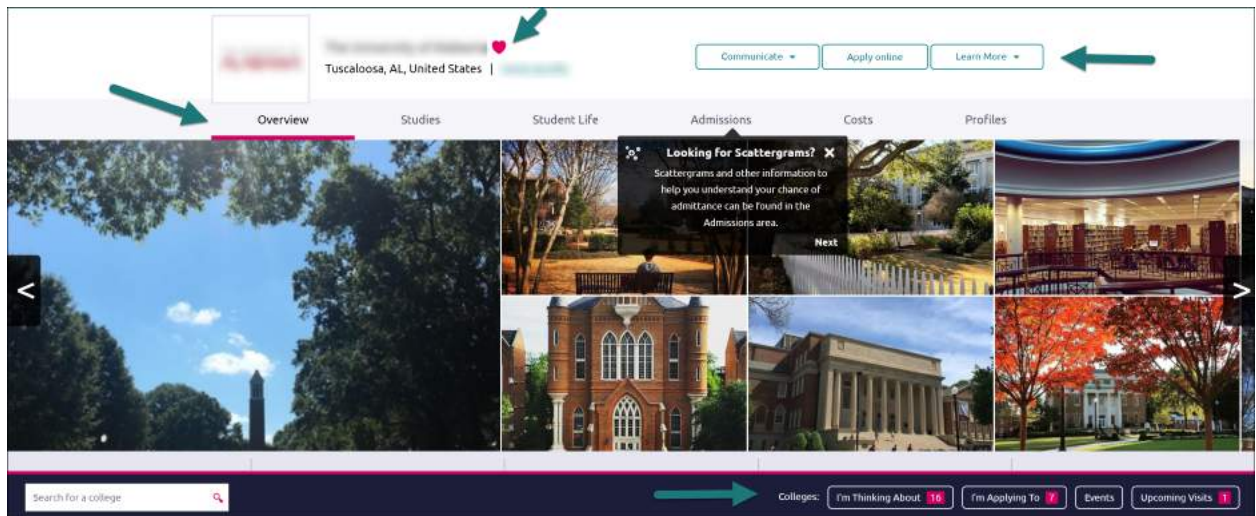 Tuscaloosa, AL, United States |
Communicate
Apply online
Learn More
Overview
Studies
Student Life
Admissions
Costs
Profiles
Looking for Scattergrams? X
Scattergrams and other information to
help you understand your chance of
admittance can be found in the
Admissions area.
Next
<
>
Search for a college
Colleges:
I'm Thinking About 16
I'm Applying To 7
Events
Upcoming Visits 1